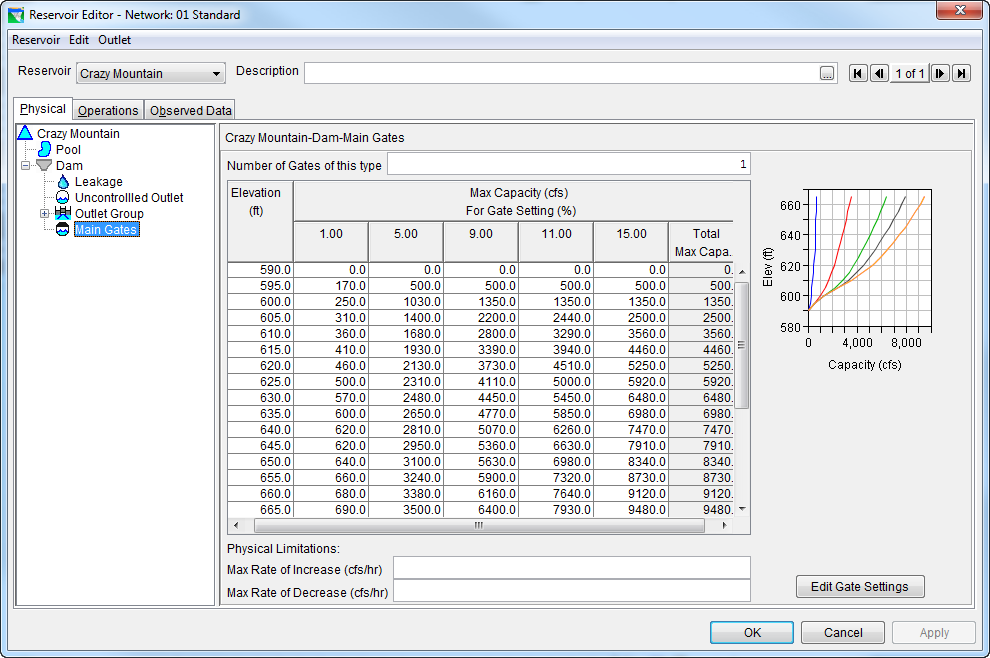 Reservoir Editor - Network: 01 Standard
Reservoir Edit Outlet
Reservoir Crazy Mountain Description ... 1 of 1
Physical Operations Observed Data
Crazy Mountain
Pool
Dam
Leakage
Uncontrollled Outlet
Outlet Group
Main Gates
Crazy Mountain-Dam-Main Gates
Number of Gates of this type 1
Elevation (ft)
Max Capacity (cfs)
For Gate Setting (%)
1.00 5.00 9.00 11.00 15.00 Total Max Capa.
590.0 0.0 0.0 0.0 0.0 0.0 0.
595.0 170.0 500.0 500.0 500.0 500.0 500.
600.0 250.0 1030.0 1350.0 1350.0 1350.0 1350.
605.0 310.0 1400.0 2200.0 2440.0 2500.0 2500.
610.0 360.0 1680.0 2800.0 3290.0 3560.0 3560.
615.0 410.0 1930.0 3390.0 3940.0 4460.0 4460.
620.0 460.0 2130.0 3730.0 4510.0 5250.0 5250.
625.0 500.0 2310.0 4110.0 5000.0 5920.0 5920.
630.0 570.0 2480.0 4450.0 5450.0 6480.0 6480.
635.0 600.0 2650.0 4770.0 5850.0 6980.0 6980.
640.0 620.0 2810.0 5070.0 6260.0 7470.0 7470.
645.0 620.0 2950.0 5360.0 6630.0 7910.0 7910.
650.0 640.0 3100.0 5630.0 6980.0 8340.0 8340.
655.0 660.0 3240.0 5900.0 7320.0 8730.0 8730.
660.0 680.0 3380.0 6160.0 7640.0 9120.0 9120.
665.0 690.0 3500.0 6400.0 7930.0 9480.0 9480.
Physical Limitations:
Max Rate of Increase (cfs/hr)
Max Rate of Decrease (cfs/hr)
Elev (ft)
660
640
620
600
580
0 4,000 8,000
Capacity (cfs)
Edit Gate Settings
OK Cancel Apply